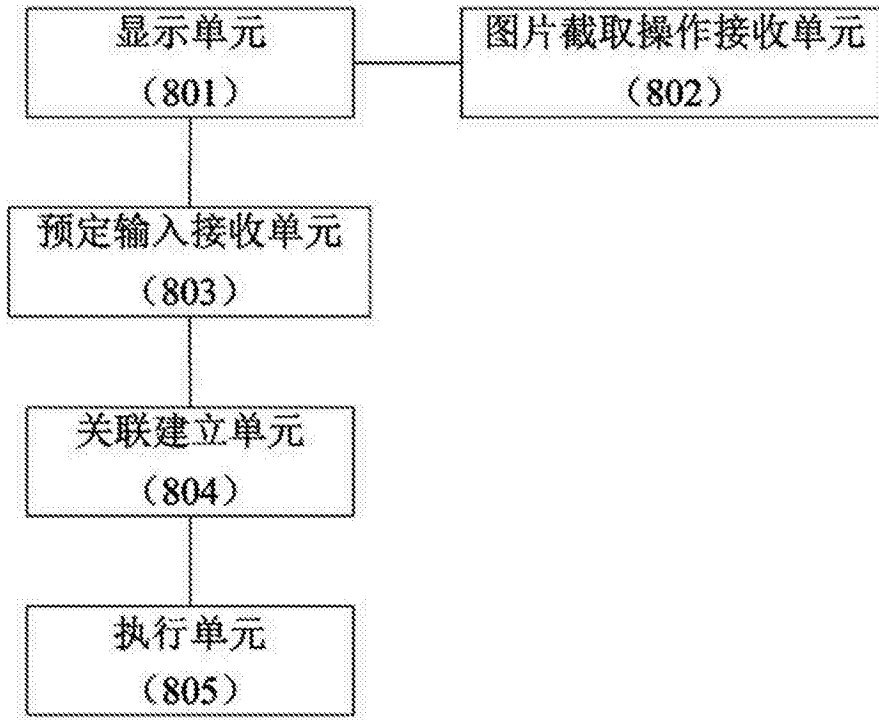 显示单元
（801）
图片截取操作接收单元
（802）
预定输入接收单元
（803）
关联建立单元
（804）
执行单元
（805）